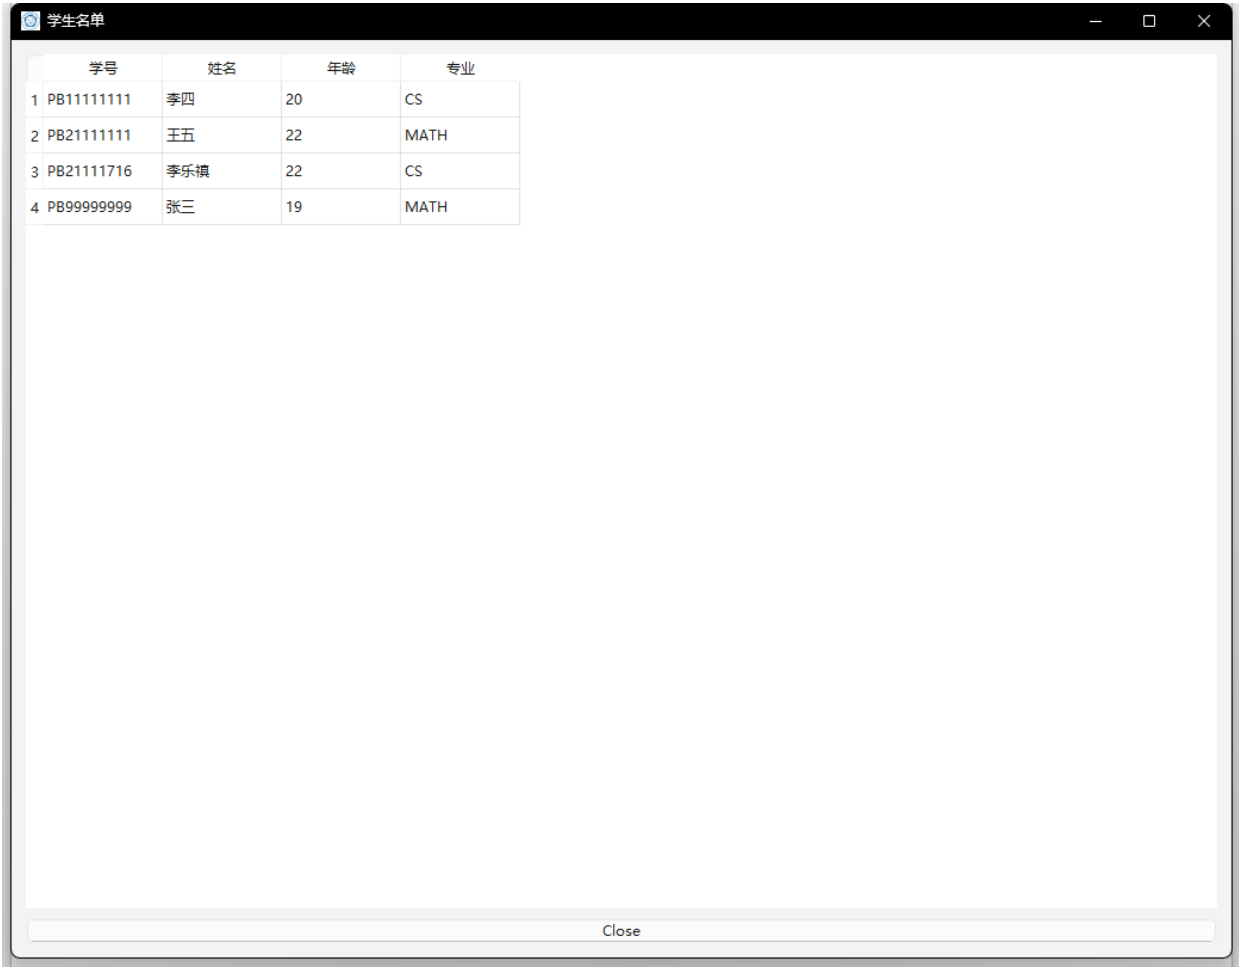 学生名单
学号 姓名 年龄 专业
1 PB11111111 李四 20 CS
2 PB21111111 王五 22 MATH
3 PB21111716 李乐禛 22 CS
4 PB99999999 张三 19 MATH
Close